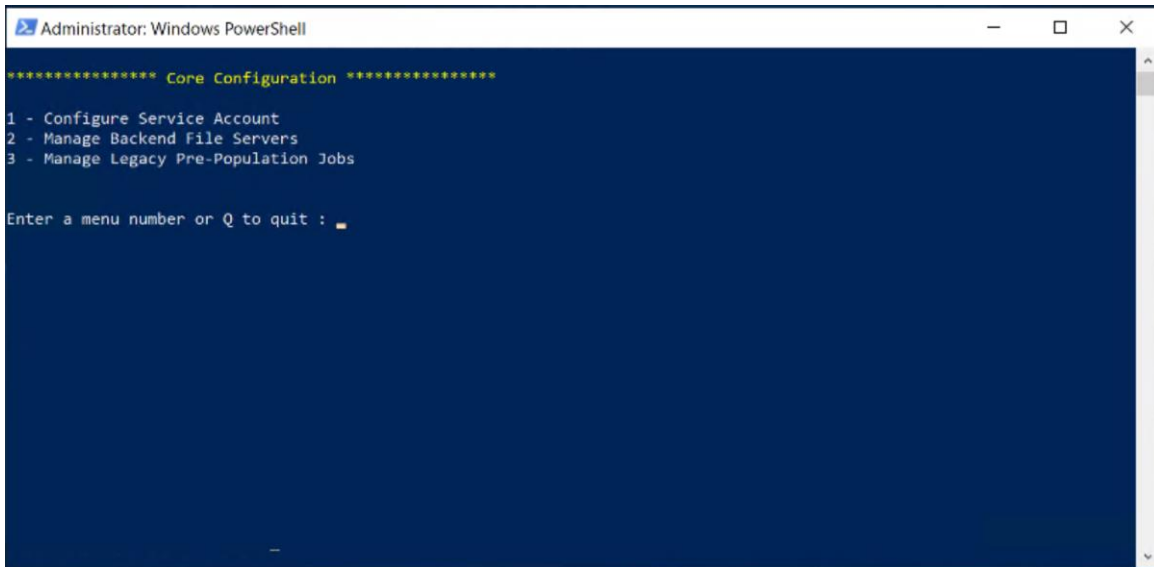 Administrator: Windows PowerShell
**************** Core Configuration ****************
1 - Configure Service Account
2 - Manage Backend File Servers
3 - Manage Legacy Pre-Population Jobs
Enter a menu number or Q to quit : _